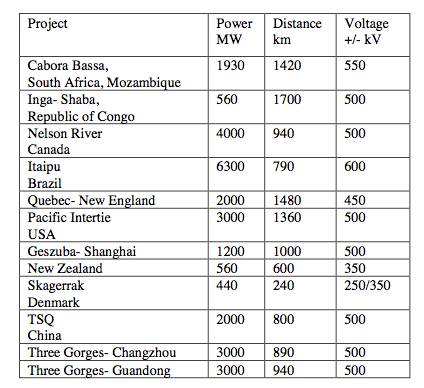 Project Power MW Distance km Voltage +/- kV
Cabora Bassa, South Africa, Mozambique 1930 1420 550
Inga- Shaba, Republic of Congo 560 1700 500
Nelson River Canada 4000 940 500
Itaipu Brazil 6300 790 600
Quebec- New England 2000 1480 450
Pacific Intertie USA 3000 1360 500
Geszuba- Shanghai 1200 1000 500
New Zealand 560 600 350
Skagerrak Denmark 440 240 250/350
TSQ China 2000 800 500
Three Gorges- Changzhou 3000 890 500
Three Gorges- Guandong 3000 940 500